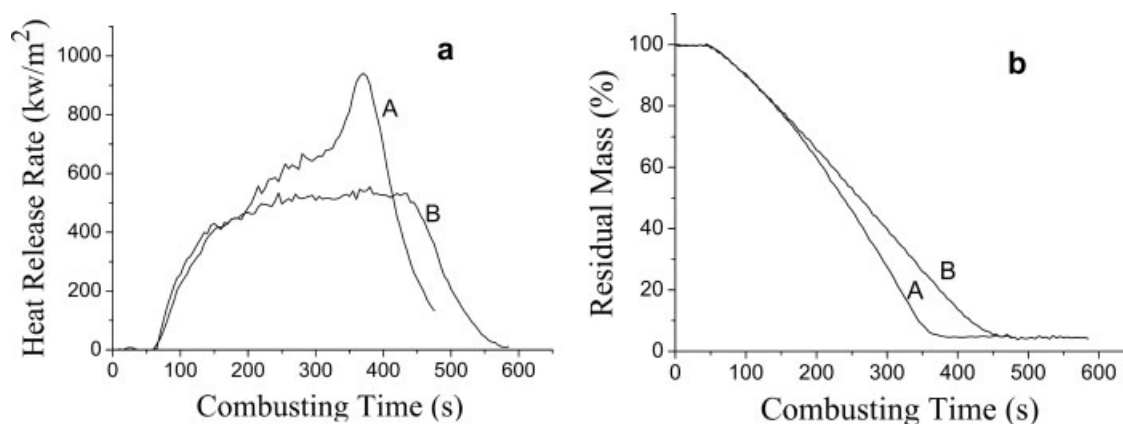 a
Heat Release Rate (kw/m²)
1000
800
600
400
200
0
A
B
0 100 200 300 400 500 600
Combusting Time (s)
b
Residual Mass (%)
100
80
60
40
20
0
A
B
0 100 200 300 400 500 600
Combusting Time (s)